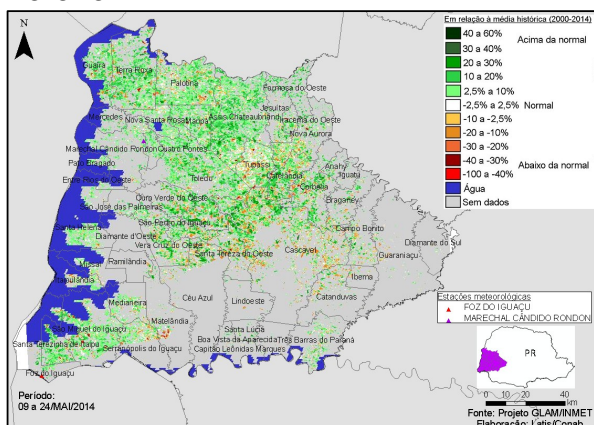 N
Em relação à média histórica (2000-2014)
40 a 60%
Acima da normal
30 a 40%
20 a 30%
10 a 20%
2,5% a 10%
-2,5% a 2,5%
Normal
-10 a -2,5%
-20 a -10%
-30 a -20%
-40 a -30%
Abaixo da normal
-100 a -40%
Água
Sem dados
Guaíra
Terra Roxa
Palotina
Formosa do Oeste
Jesuítas
Assis Chateaubriand
Iracema do Oeste
Mercedes
Nova Santa Rosa
Maripá
Nova Aurora
Marechal Cândido Rondon
Quatro Pontes
Tupãssi
Pato Bragado
Cafelândia
Anahy
Iguatu
Entre Rios do Oeste
Toledo
Corbélia
Ouro Verde do Oeste
Braganey
São José das Palmeiras
São Pedro do Iguaçu
Santa Helena
Diamante d'Oeste
Campo Bonito
Vera Cruz do Oeste
Diamante do Sul
Santa Tereza do Oeste
Cascavel
Guaraniaçu
Missal
Ramilândia
Itaipulândia
Ibema
Medianeira
Céu Azul
Lindoeste
Catanduvas
Matelândia
São Miguel do Iguaçu
Santa Lúcia
Santa Terezinha de Itaipu
Boa Vista da Aparecida
Três Barras do Paraná
Serranópolis do Iguaçu
Capitão Leônidas Marques
Foz do Iguaçu
Estações meteorológicas
FOZ DO IGUAÇU
MARECHAL CÂNDIDO RONDON
PR
Período:
09 a 24/MAI/2014
0
10
20
40
km
Fonte: Projeto GLAM/INMET
Elaboração: Latis/Conab